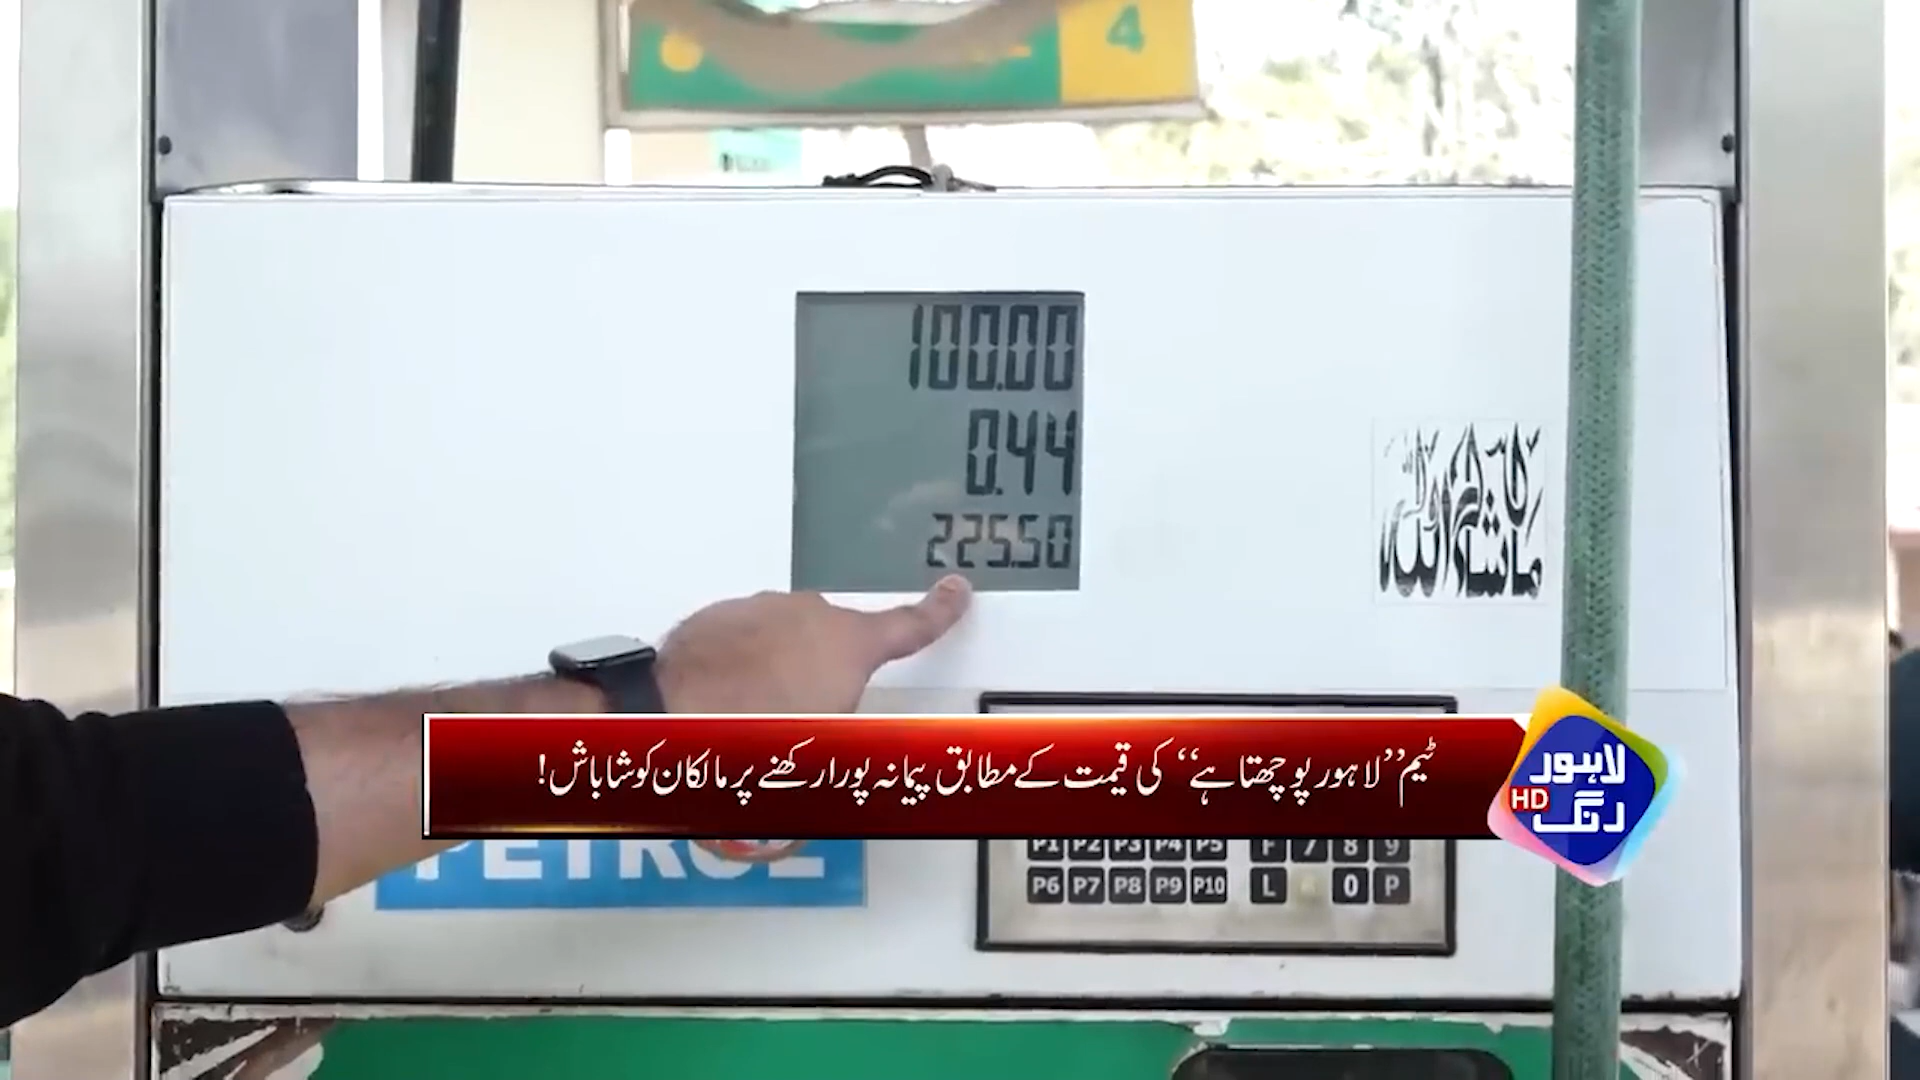 4
100.00
0.44
225.50
ماشاءاللہ
ٹیم ”لاہور پوچھتا ہے“ کی قیمت کے مطابق پیمانہ پورا رکھنے پر مالکان کو شاباش!
لاہور
رنگ HD
PETROL
P1 P2 P3 P4 P5 F 7 8 9
P6 P7 P8 P9 P10 L 0 P